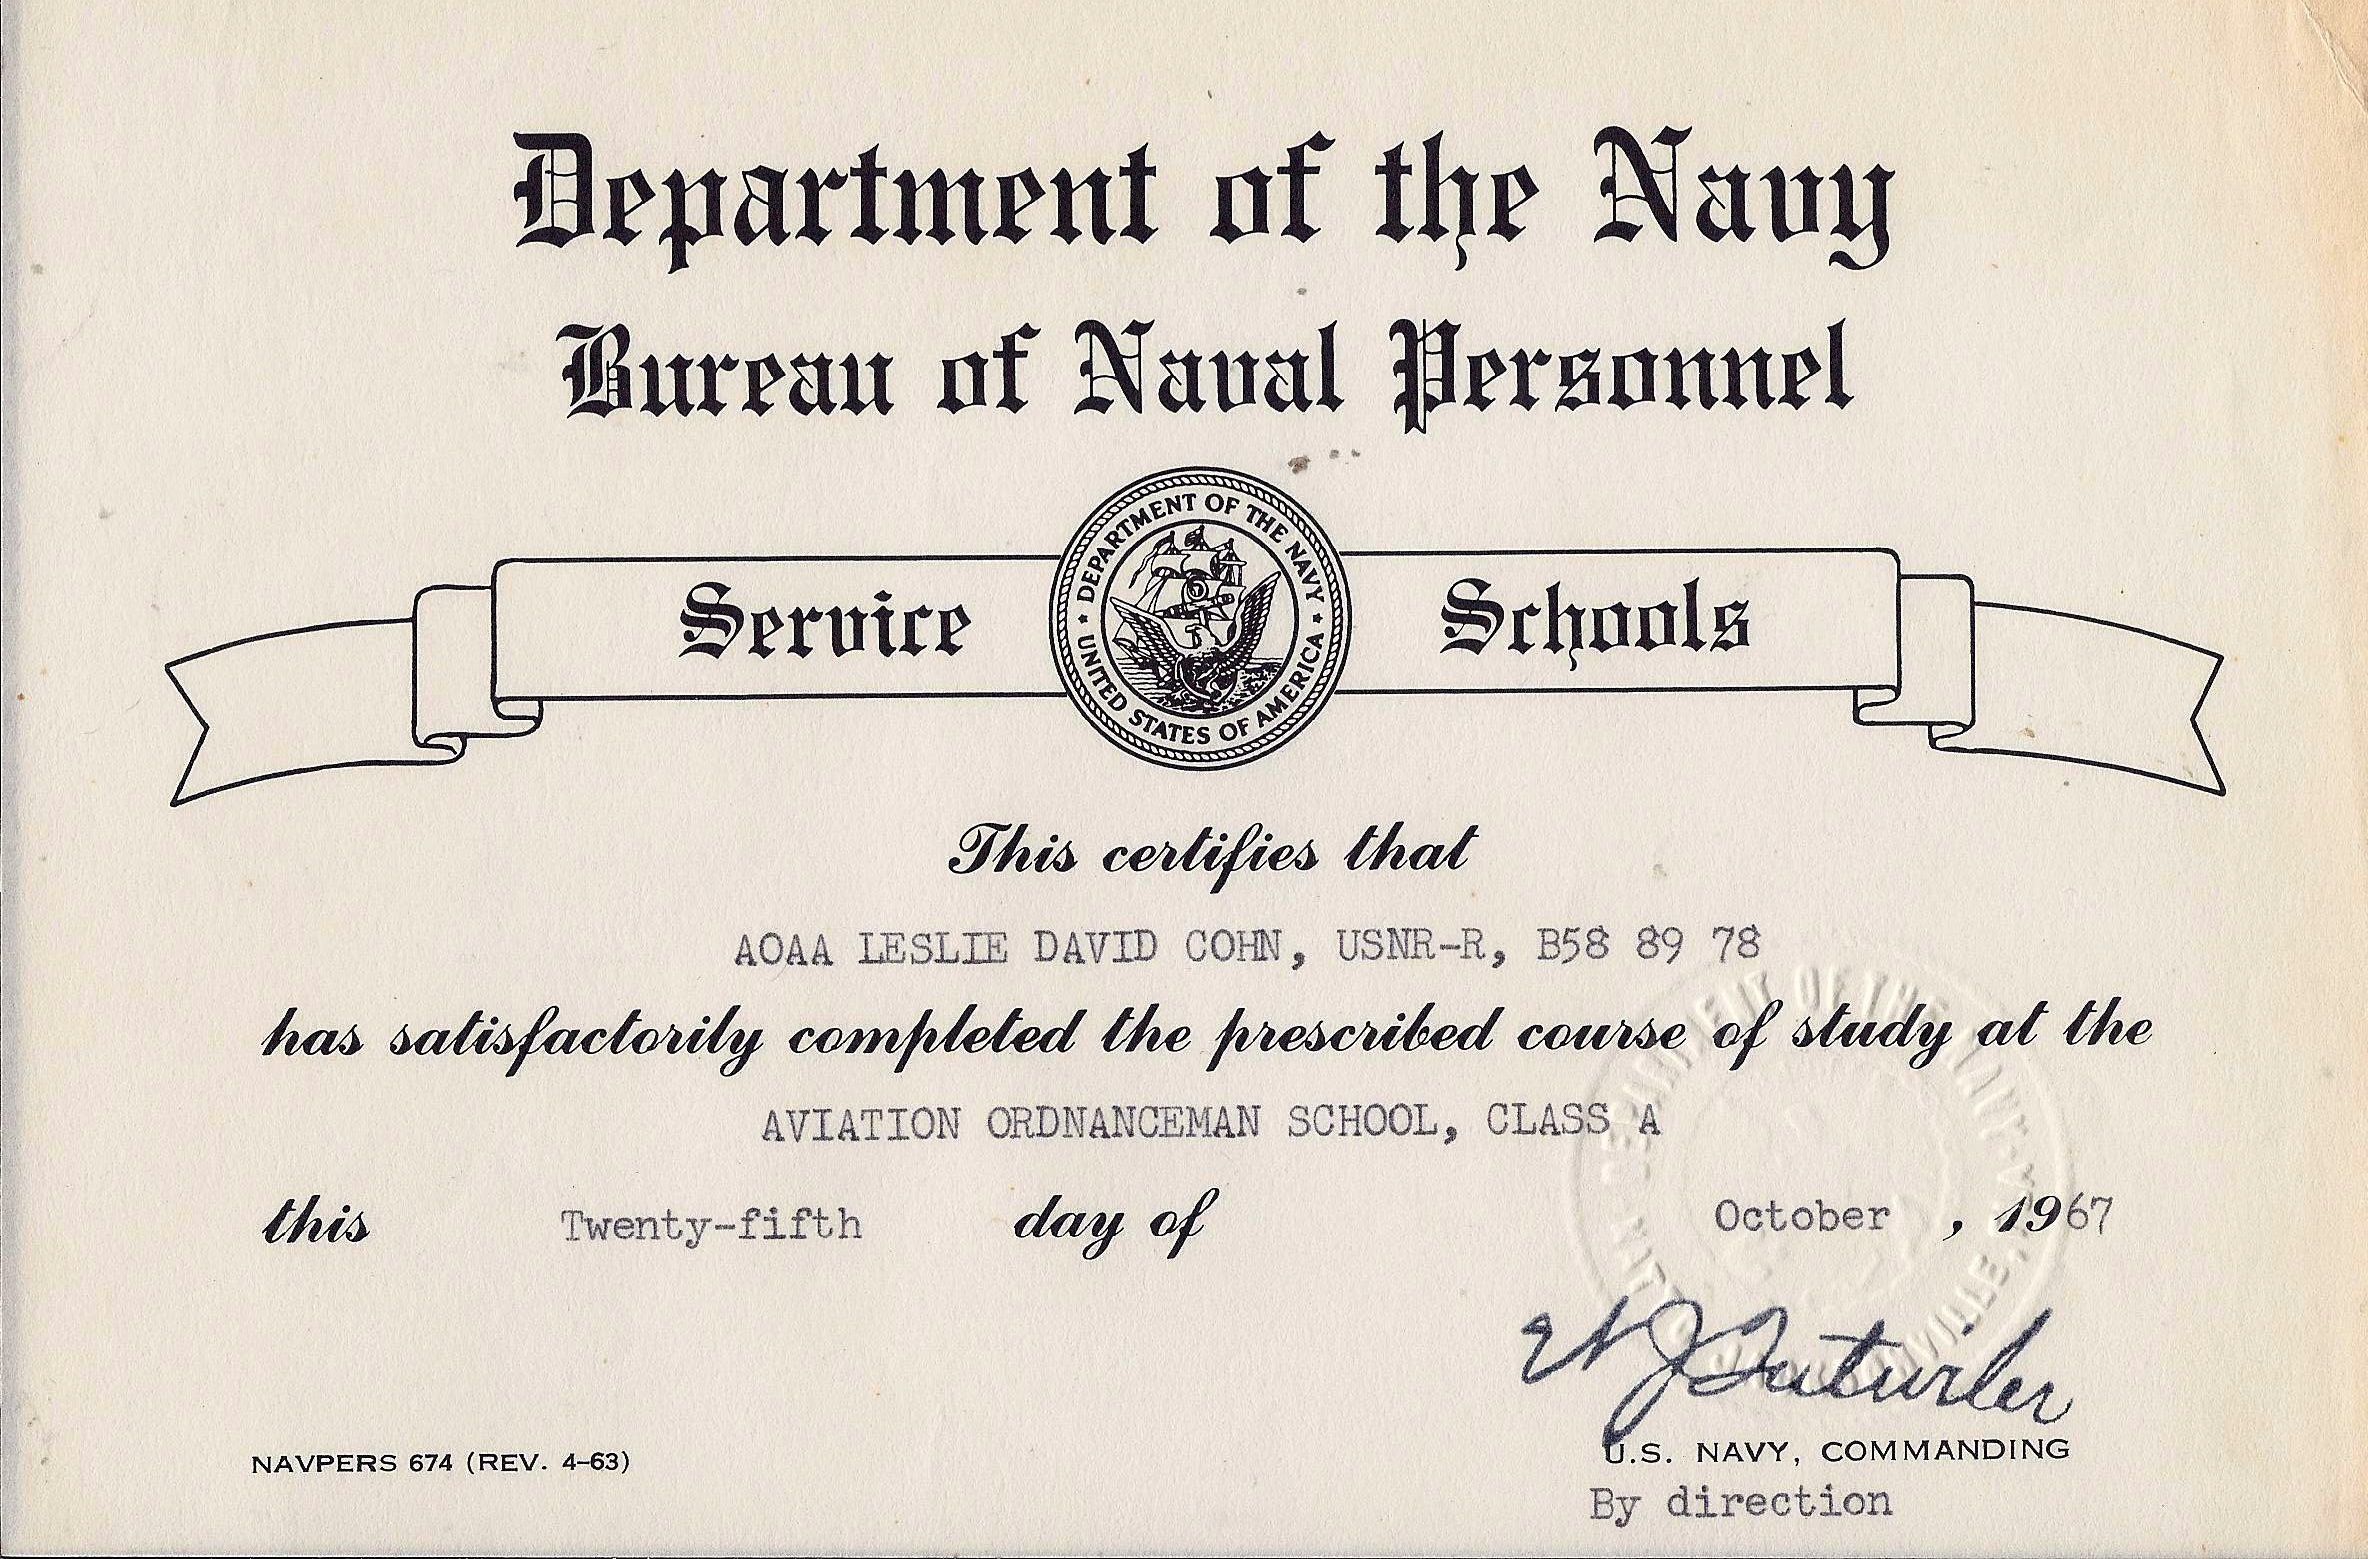 Department of the Navy
Bureau of Naval Personnel
Service Schools
DEPARTMENT OF THE NAVY
UNITED STATES OF AMERICA
This certifies that
AOAA LESLIE DAVID COHN, USNR-R, B58 89 78
has satisfactorily completed the prescribed course of study at the
AVIATION ORDNANCEMAN SCHOOL, CLASS A
this Twenty-fifth day of October, 1967
U.S. NAVY, COMMANDING
By direction
NAVPERS 674 (REV. 4-63)